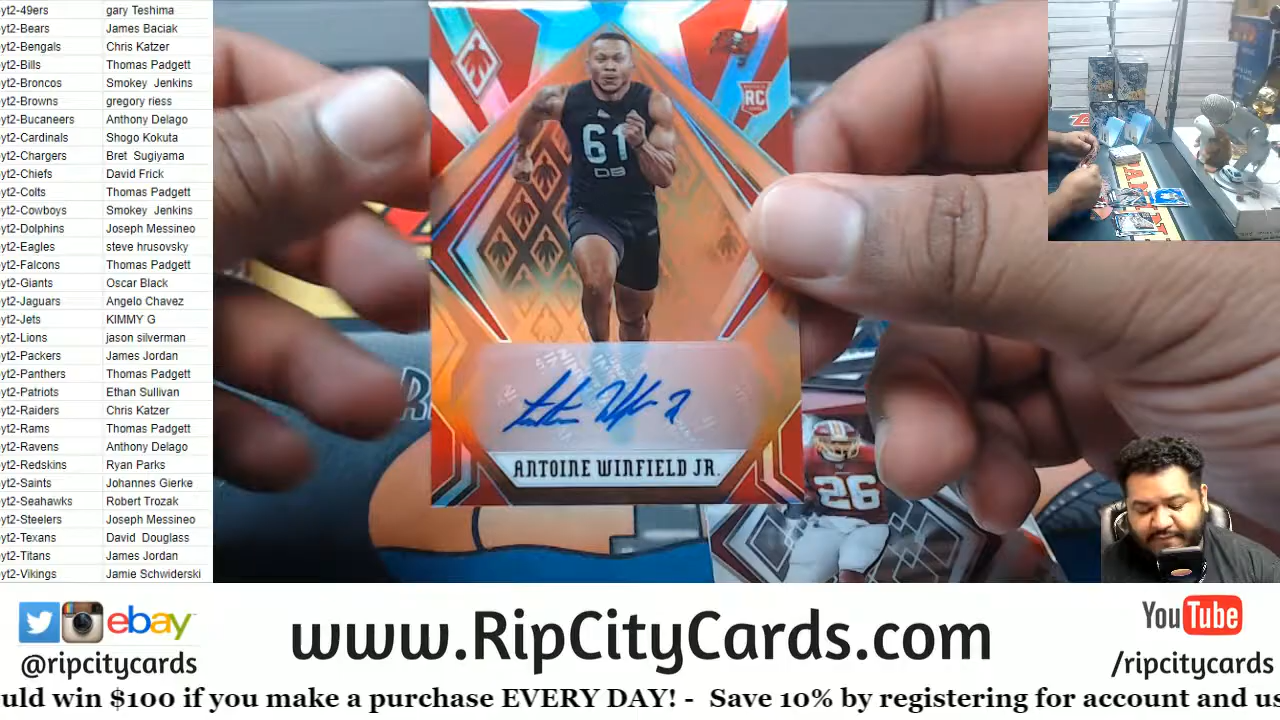 yt2-49ers gary Teshima
yt2-Bears James Baciak
yt2-Bengals Chris Katzer
yt2-Bills Thomas Padgett
yt2-Broncos Smokey Jenkins
yt2-Browns gregory riess
yt2-Bucaneers Anthony Delago
yt2-Cardinals Shogo Kokuta
yt2-Chargers Bret Sugiyama
yt2-Chiefs David Frick
yt2-Colts Thomas Padgett
yt2-Cowboys Smokey Jenkins
yt2-Dolphins Joseph Messineo
yt2-Eagles steve hrusovsky
yt2-Falcons Thomas Padgett
yt2-Giants Oscar Black
yt2-Jaguars Angelo Chavez
yt2-Jets KIMMY G
yt2-Lions jason silverman
yt2-Packers James Jordan
yt2-Panthers Thomas Padgett
yt2-Patriots Ethan Sullivan
yt2-Raiders Chris Katzer
yt2-Rams Thomas Padgett
yt2-Ravens Anthony Delago
yt2-Redskins Ryan Parks
yt2-Saints Johannes Gierke
yt2-Seahawks Robert Trozak
yt2-Steelers Joseph Messineo
yt2-Texans David Douglass
yt2-Titans James Jordan
yt2-Vikings Jamie Schwiderski
RC
61
DB
ANTOINE WINFIELD JR.
26
ebay
@ripcitycards
www.RipCityCards.com
YouTube
/ripcitycards
uld win $100 if you make a purchase EVERY DAY! - Save 10% by registering for account and us